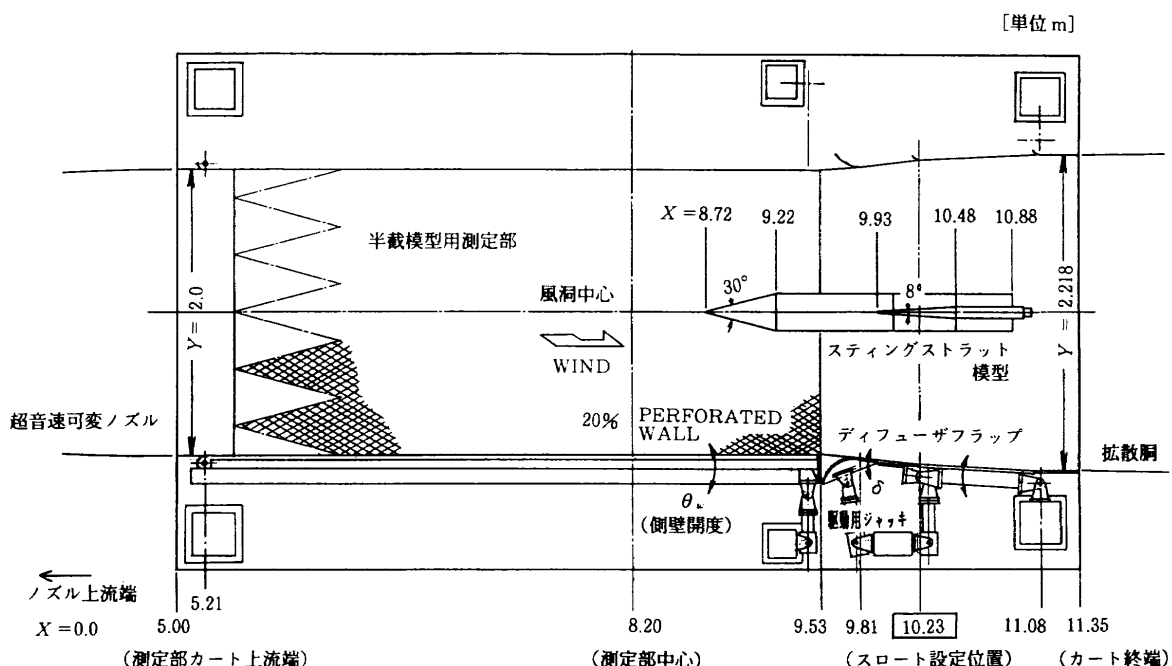 [単位 m]
X=8.72
9.22
9.93
10.48
10.88
半截模型用測定部
Y=2.0
風洞中心
30°
8°
Y=2.218
WIND
スティングストラット
模型
超音速可変ノズル
20%
PERFORATED
WALL
ディフューザフラップ
拡散胴
θw
(側壁開度)
δ
駆動用ジャッキ
ノズル上流端
X=0.0
5.00
5.21
8.20
9.53
9.81
10.23
11.08
11.35
(測定部カート上流端)
(測定部中心)
(スロート設定位置)
(カート終端)